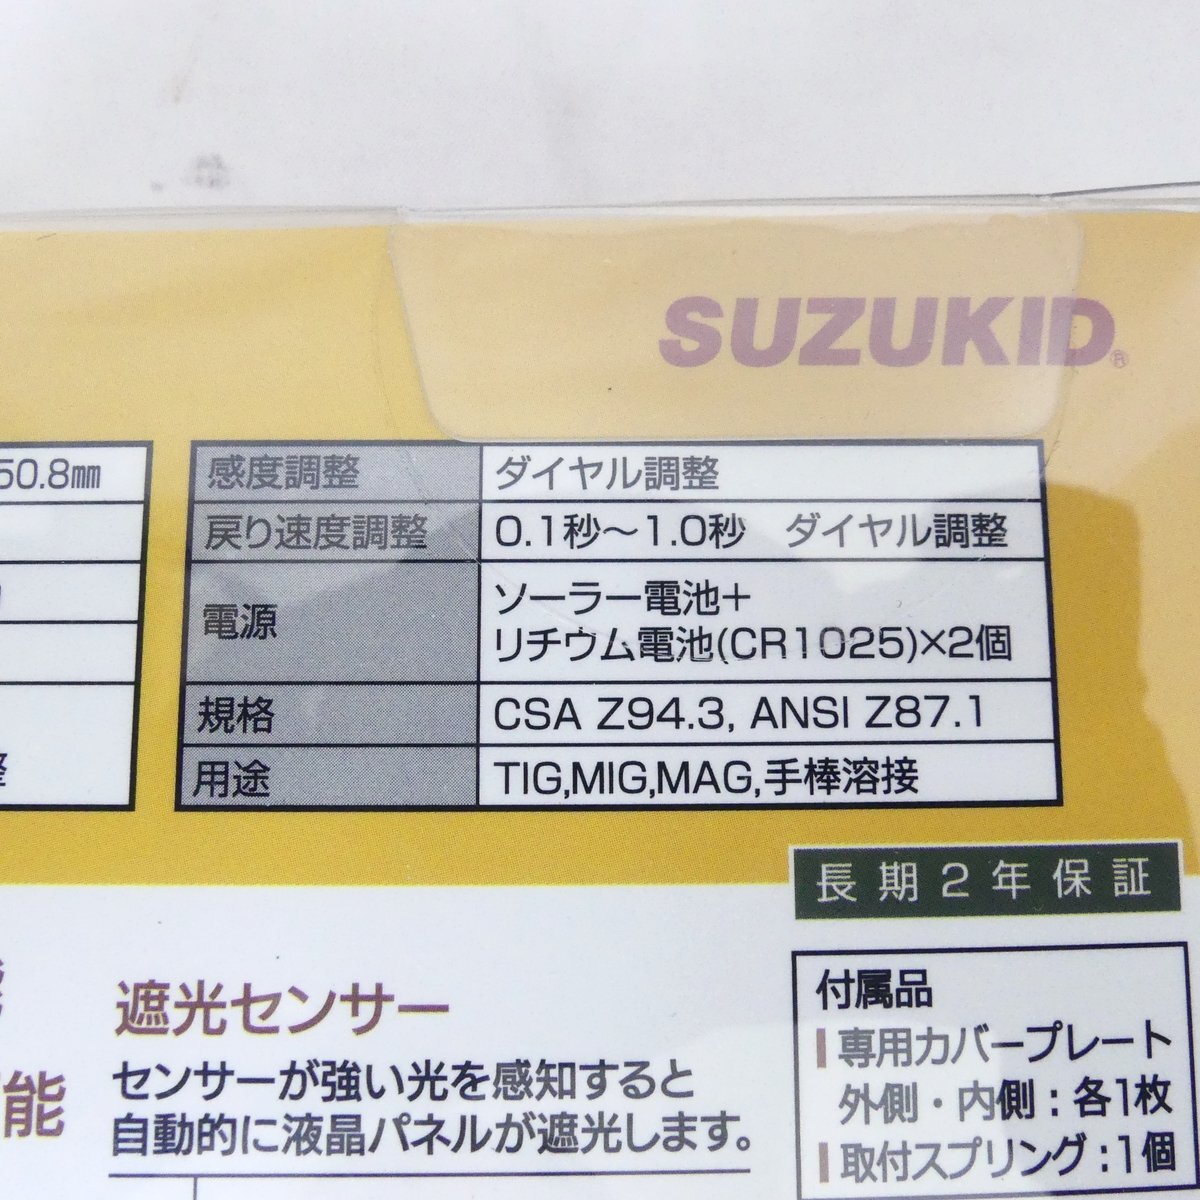 SUZUKID®
50.8㎜
感度調整 ダイヤル調整
戻り速度調整 0.1秒～1.0秒 ダイヤル調整
電源 ソーラー電池＋
リチウム電池(CR1025)×2個
規格 CSA Z94.3, ANSI Z87.1
用途 TIG,MIG,MAG,手棒溶接
長期2年保証
遮光センサー
センサーが強い光を感知すると
自動的に液晶パネルが遮光します。
能
付属品
専用カバープレート
外側・内側：各1枚
取付スプリング：1個